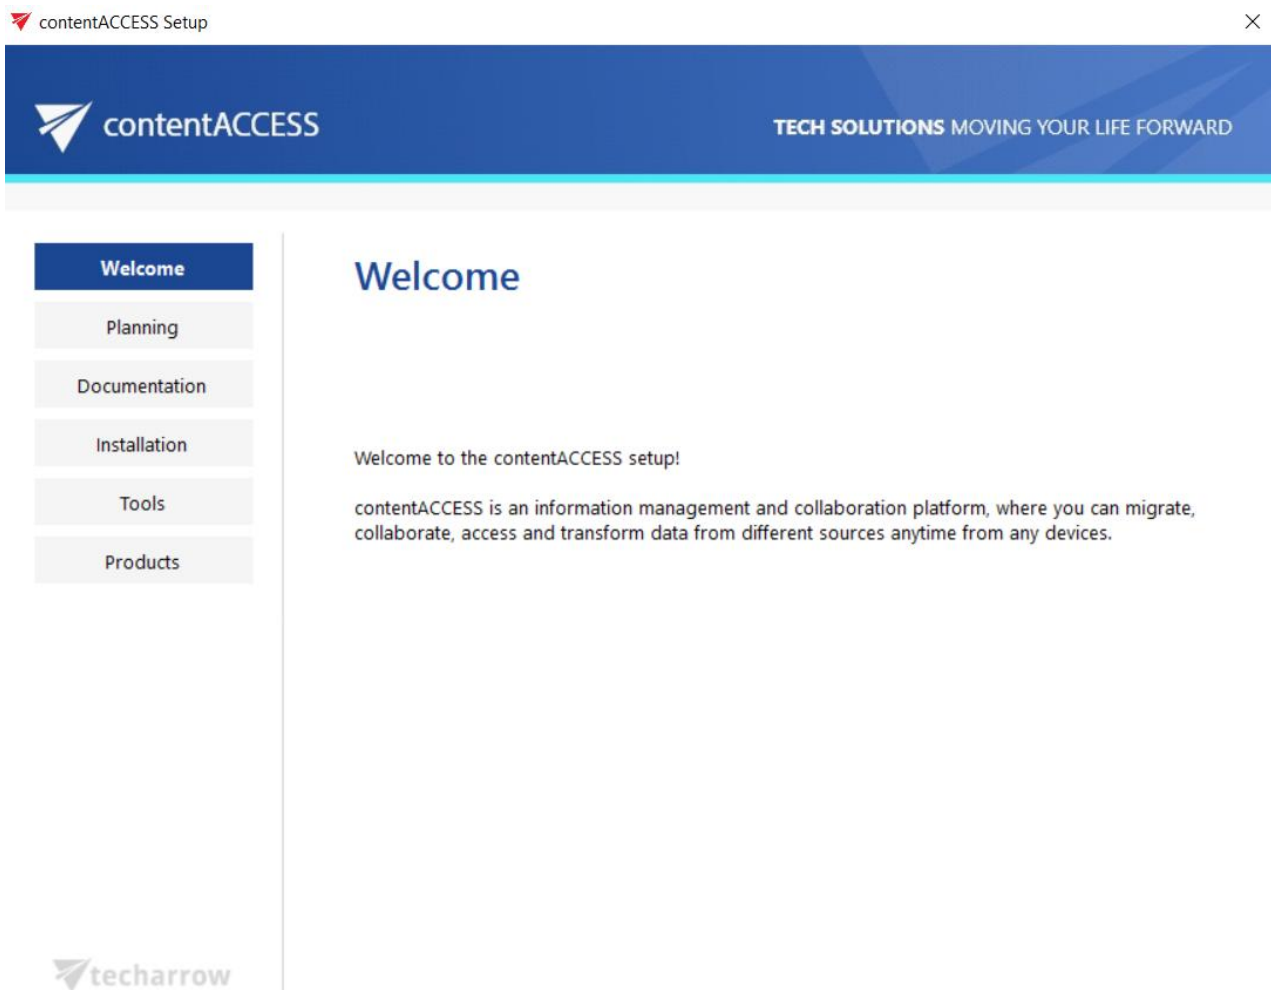 contentACCESS Setup
contentACCESS
TECH SOLUTIONS MOVING YOUR LIFE FORWARD
Welcome
Planning
Documentation
Installation
Tools
Products
Welcome
Welcome to the contentACCESS setup!
contentACCESS is an information management and collaboration platform, where you can migrate,
collaborate, access and transform data from different sources anytime from any devices.
techarrow